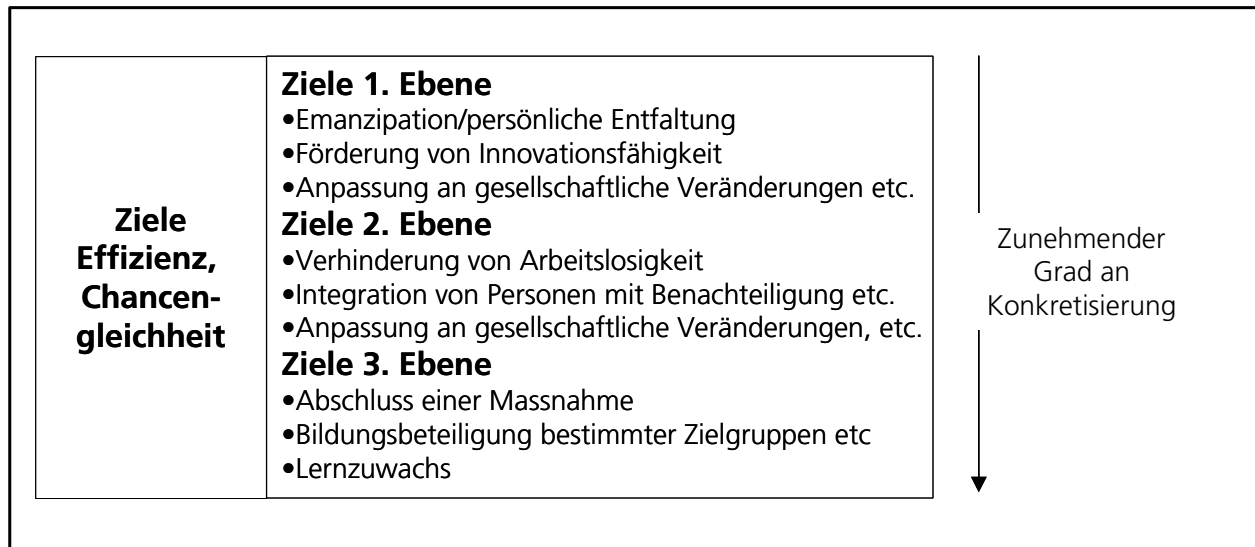 Ziele
Effizienz,
Chancen-
gleichheit
Ziele 1. Ebene
•Emanzipation/persönliche Entfaltung
•Förderung von Innovationsfähigkeit
•Anpassung an gesellschaftliche Veränderungen etc.
Ziele 2. Ebene
•Verhinderung von Arbeitslosigkeit
•Integration von Personen mit Benachteiligung etc.
•Anpassung an gesellschaftliche Veränderungen, etc.
Ziele 3. Ebene
•Abschluss einer Massnahme
•Bildungsbeteiligung bestimmter Zielgruppen etc
•Lernzuwachs
Zunehmender
Grad an
Konkretisierung